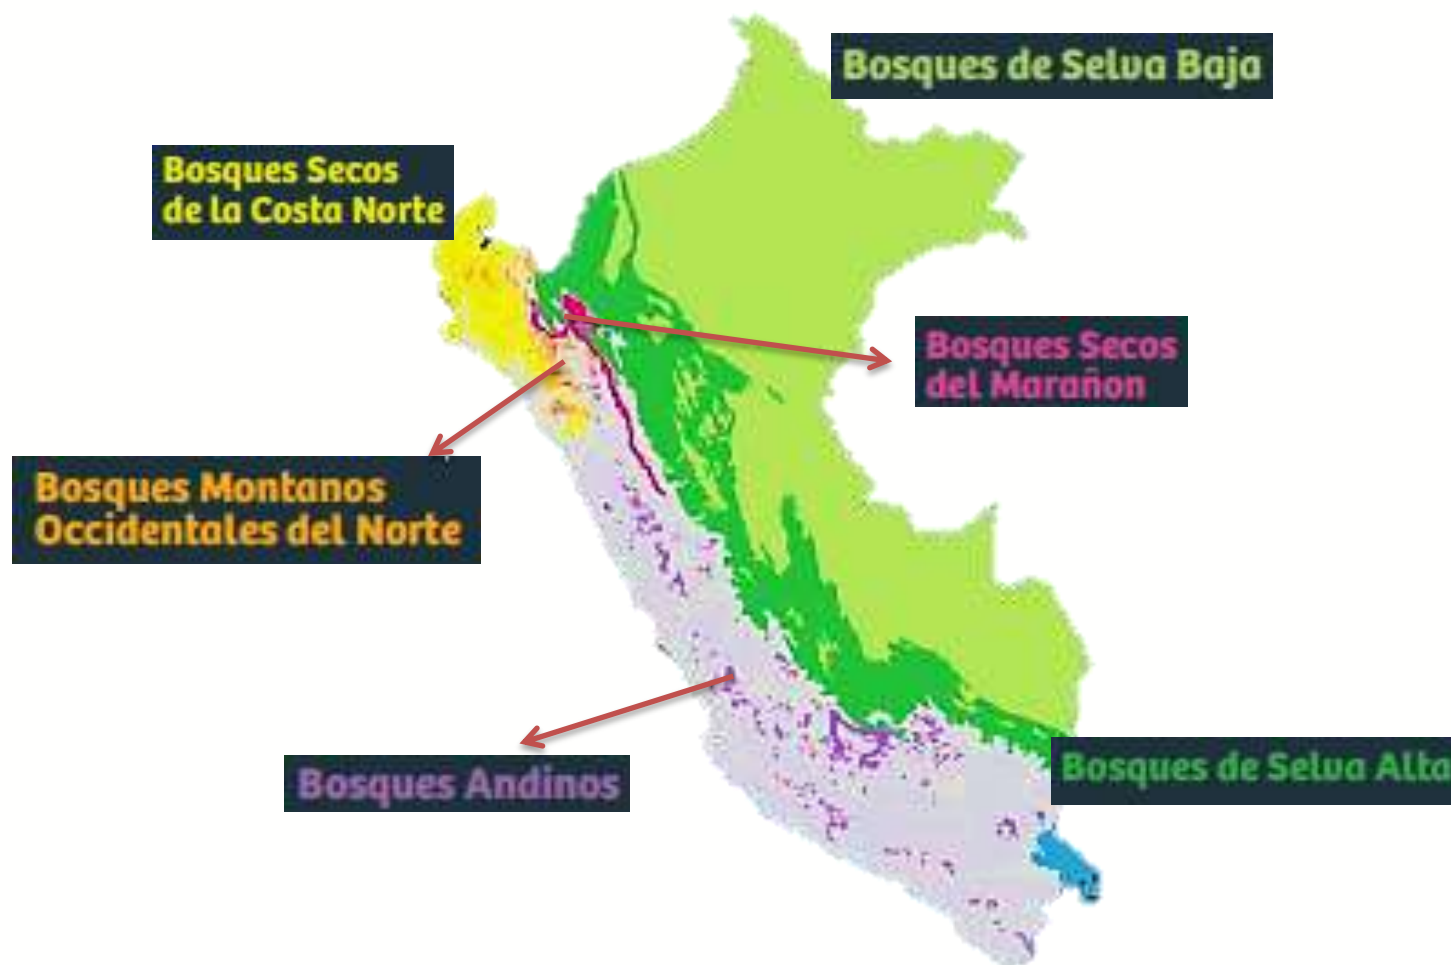 Bosques de Selva Baja
Bosques Secos
de la Costa Norte
Bosques Secos
del Marañon
Bosques Montanos
Occidentales del Norte
Bosques Andinos
Bosques de Selva Alta